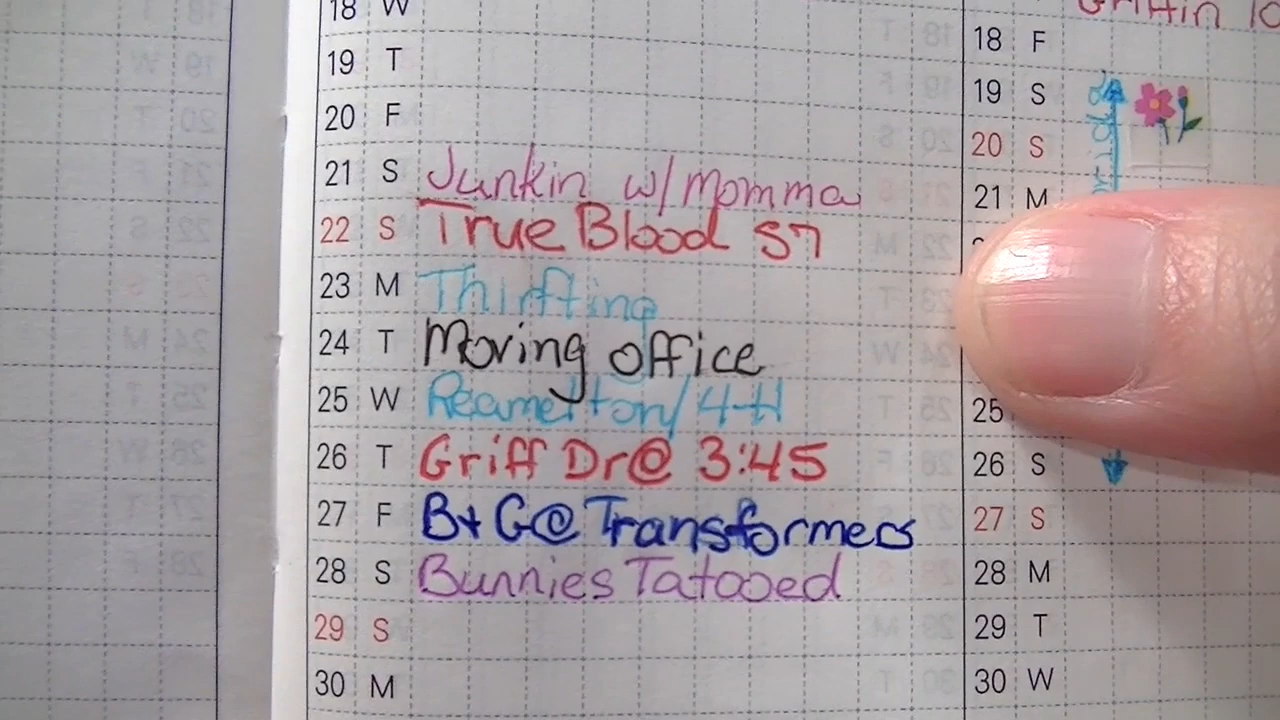 18 W
19 T
20 F
21 S Junkin w/ Momma
22 S True Blood S7
23 M Thirfting
24 T Moving office
25 W /4-H
26 T Griff Dr@ 3:45
27 F B+G@Transformers
28 S Bunnies Tatooed
29 S
30 M
Griffin
18 F
19 S
20 S
21 M
25
26 S
27 S
28 M
29 T
30 W